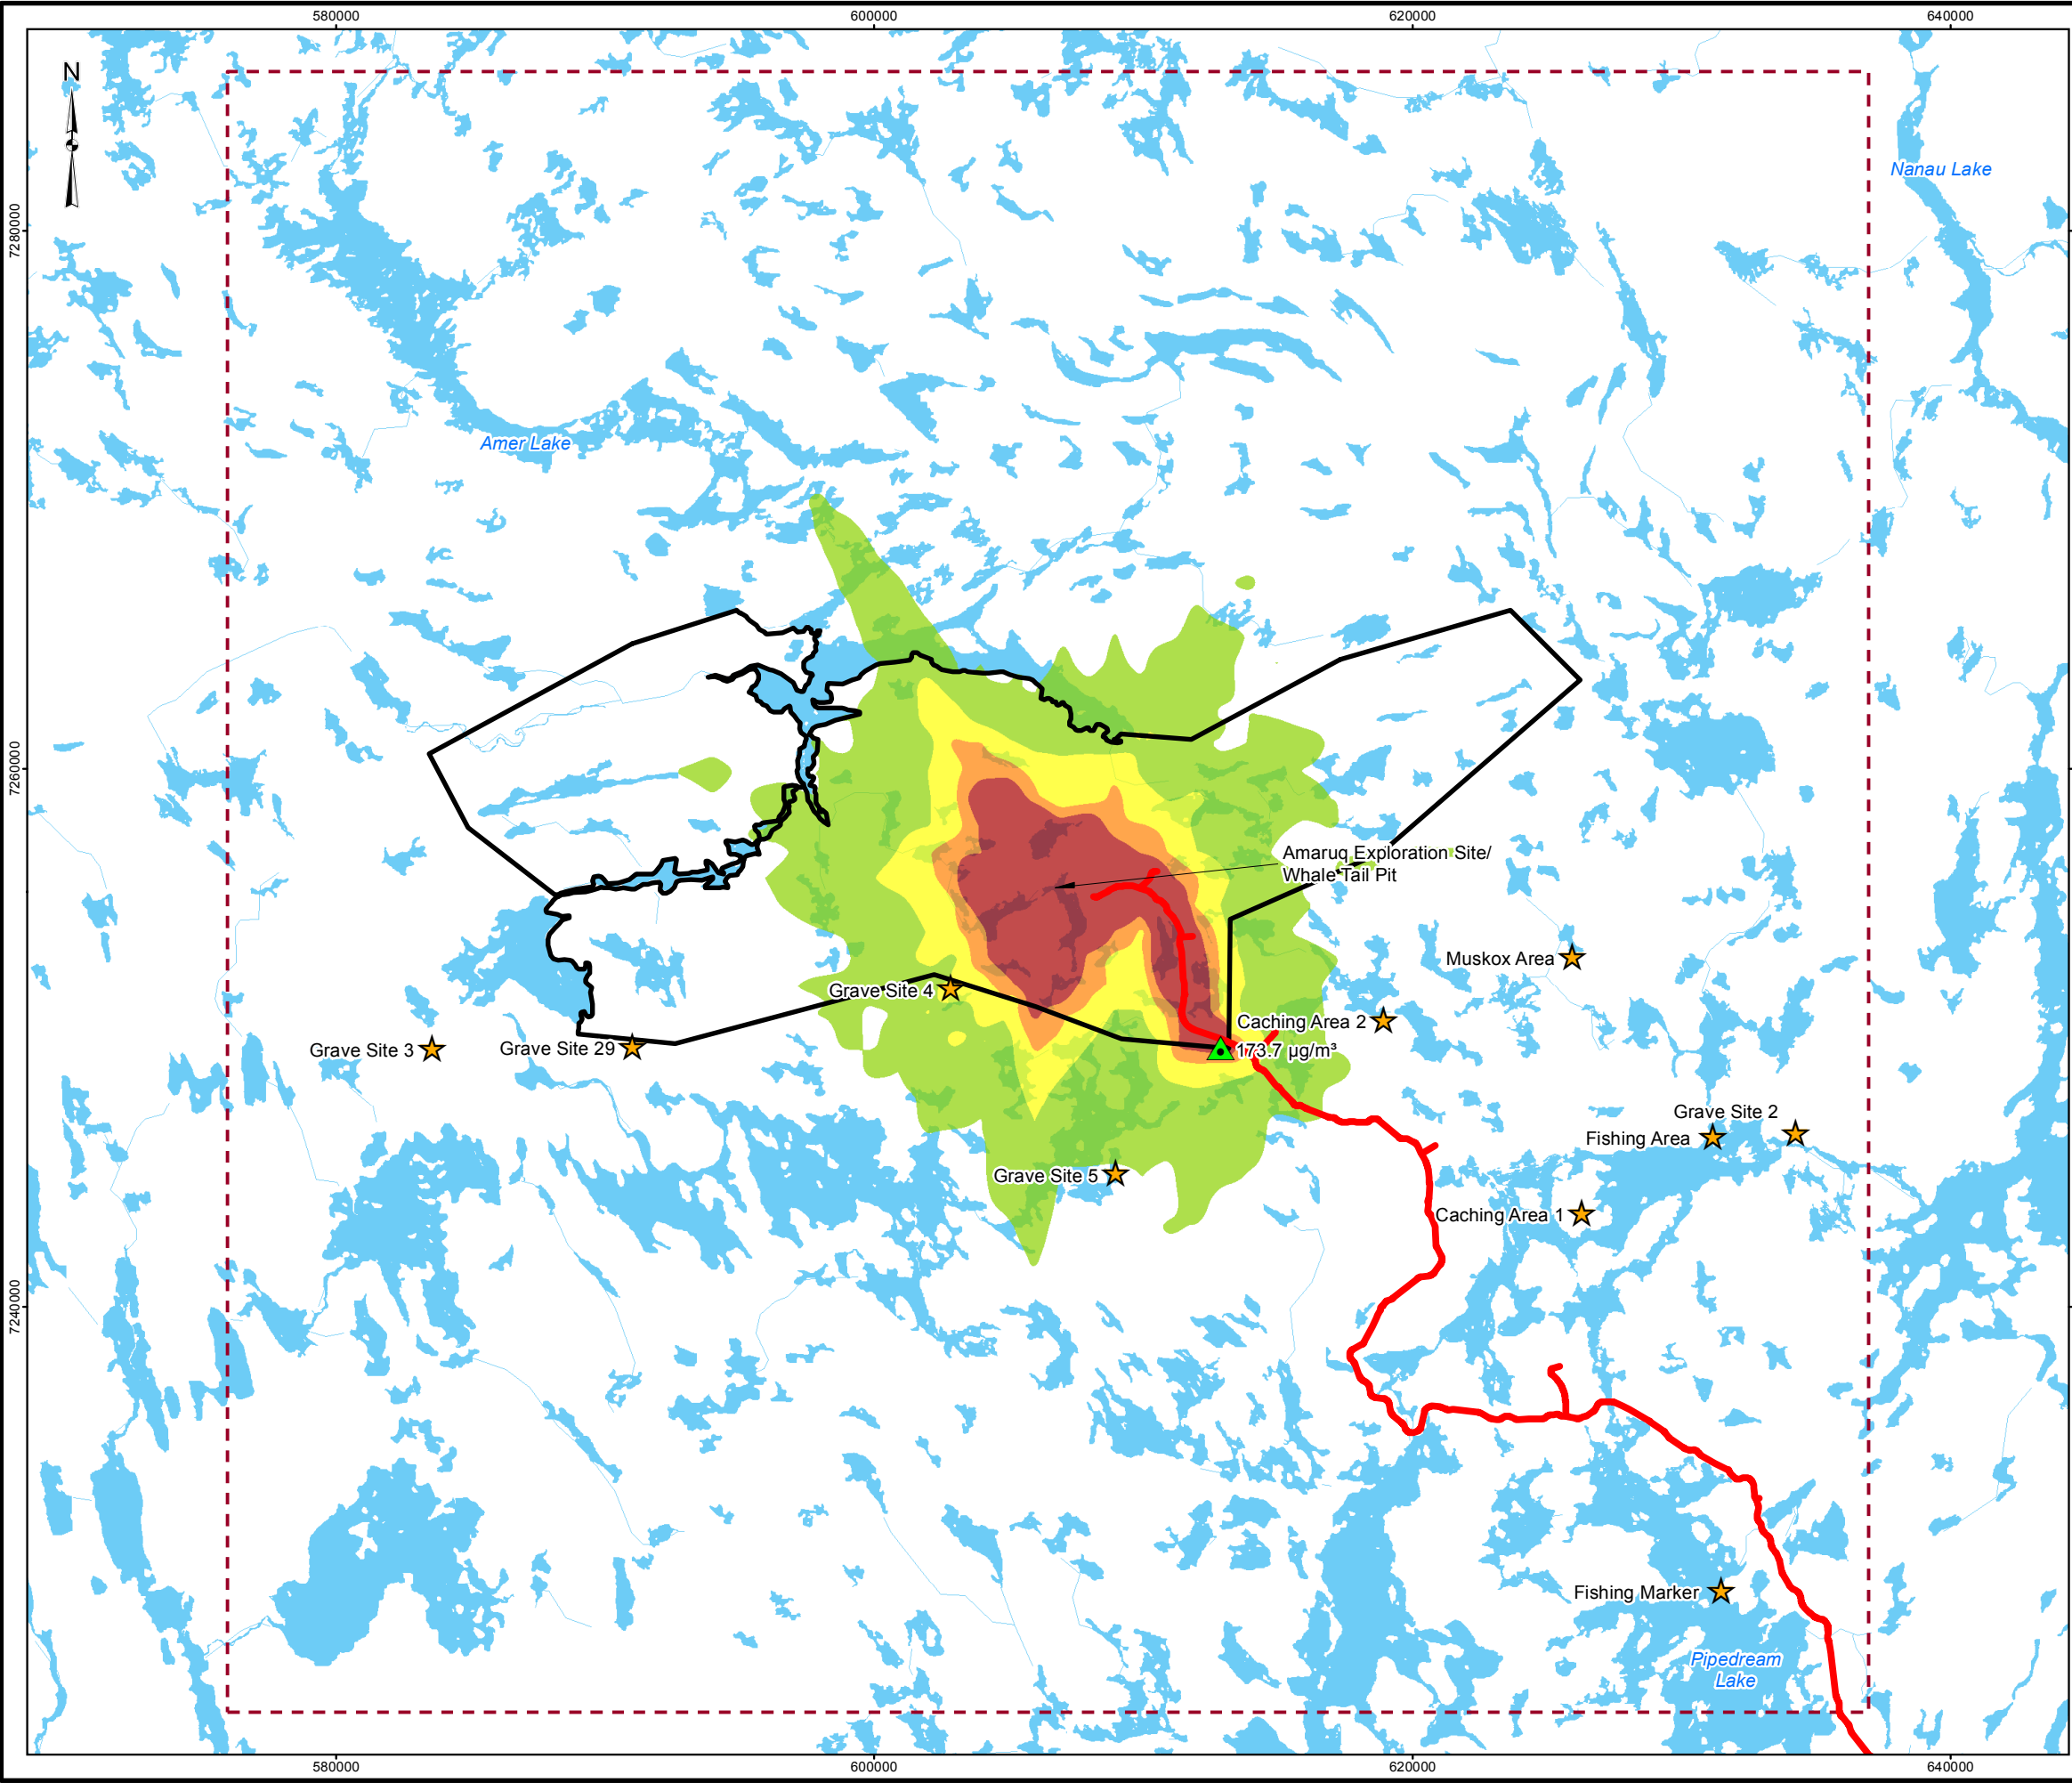 580000
600000
620000
640000
N
Nanau Lake
7280000
Amer Lake
7260000
Amaruq Exploration Site/
Whale Tail Pit
Muskox Area
Grave Site 4
Caching Area 2
Grave Site 3
Grave Site 29
173.7 µg/m³
Grave Site 2
Fishing Area
Grave Site 5
Caching Area 1
7240000
Fishing Marker
Pipedream
Lake
580000
600000
620000
640000